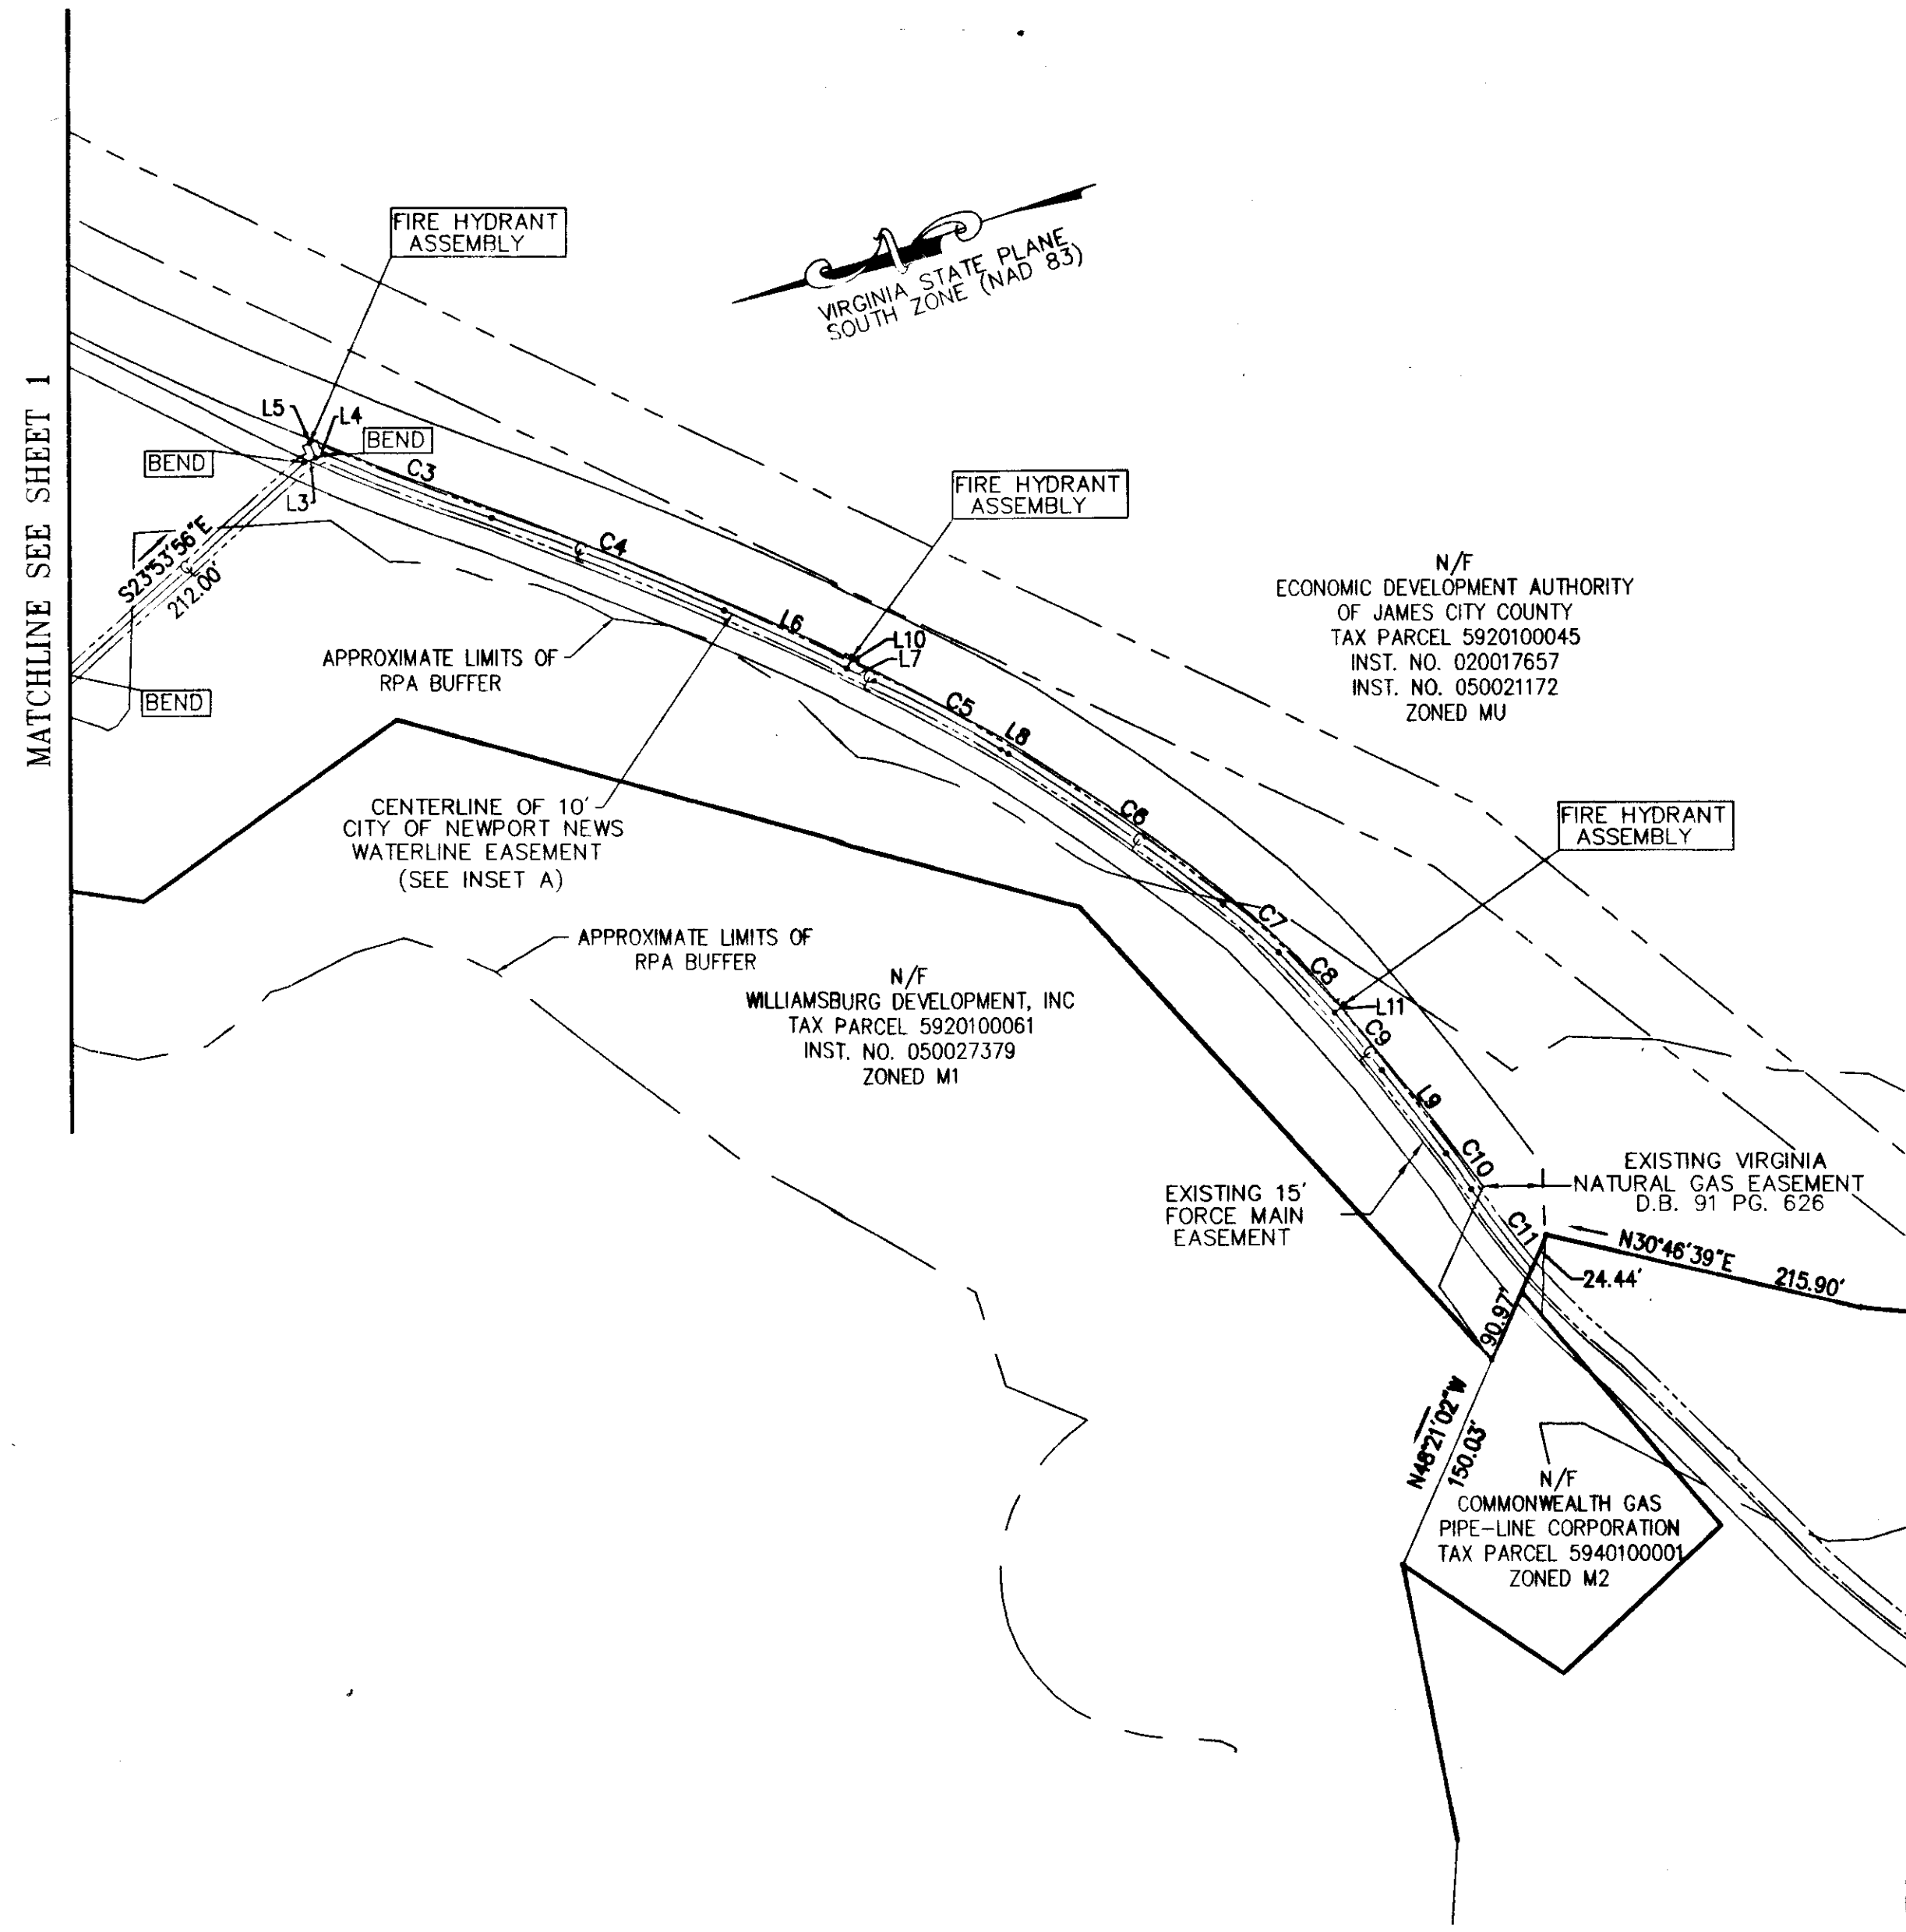 MATCHLINE SEE SHEET 1
FIRE HYDRANT
ASSEMBLY
VIRGINIA STATE PLANE
SOUTH ZONE (NAD 83)
L5
L4
BEND
BEND
L3
C3
S23°53'56"E
212.00'
BEND
C4
FIRE HYDRANT
ASSEMBLY
L6
L10
L7
APPROXIMATE LIMITS OF
RPA BUFFER
C5
L8
N/F
ECONOMIC DEVELOPMENT AUTHORITY
OF JAMES CITY COUNTY
TAX PARCEL 5920100045
INST. NO. 020017657
INST. NO. 050021172
ZONED MU
CENTERLINE OF 10'
CITY OF NEWPORT NEWS
WATERLINE EASEMENT
(SEE INSET A)
C6
FIRE HYDRANT
ASSEMBLY
C7
C8
L11
C9
L9
C10
C11
APPROXIMATE LIMITS OF
RPA BUFFER
N/F
WILLIAMSBURG DEVELOPMENT, INC
TAX PARCEL 5920100061
INST. NO. 050027379
ZONED M1
EXISTING 15'
FORCE MAIN
EASEMENT
EXISTING VIRGINIA
NATURAL GAS EASEMENT
D.B. 91 PG. 626
N30°46'39"E
215.90'
24.44'
90.97'
N48°21'02"W
150.03'
N/F
COMMONWEALTH GAS
PIPE-LINE CORPORATION
TAX PARCEL 5940100001
ZONED M2